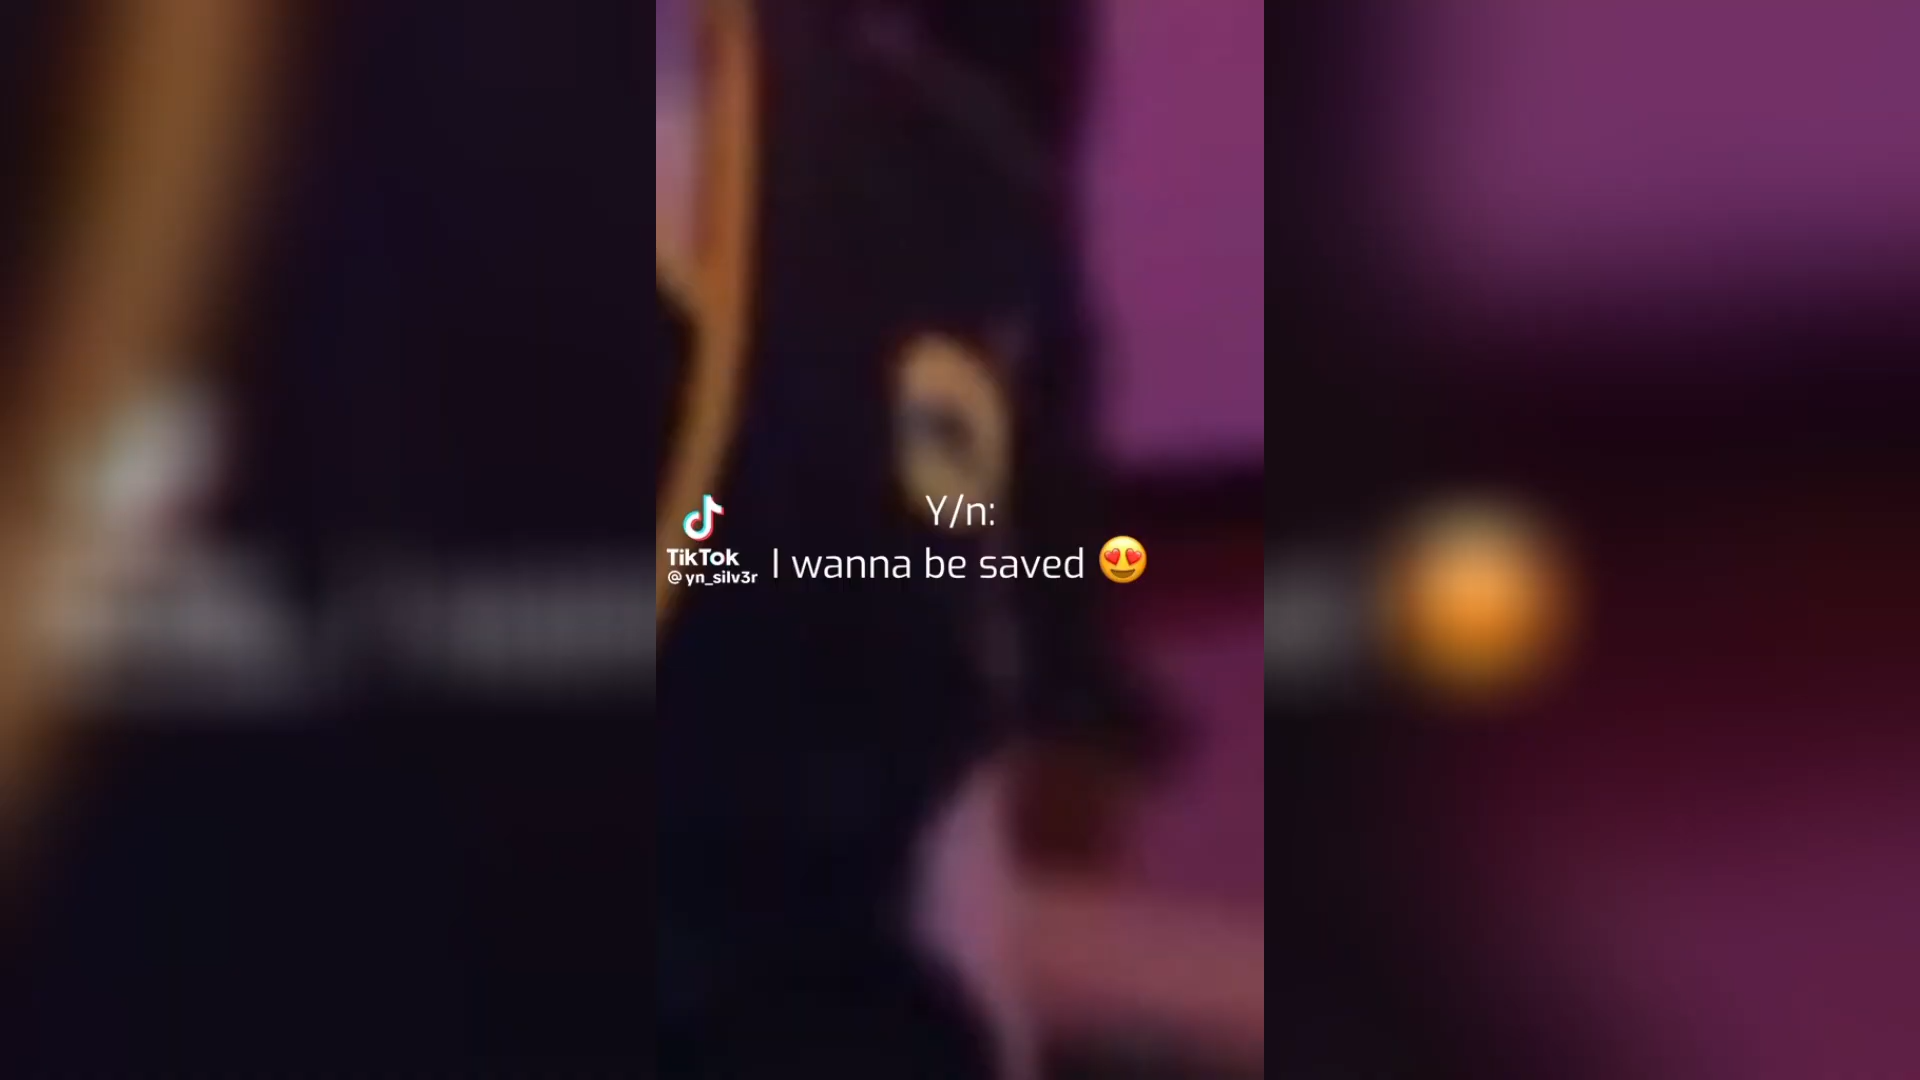 Y/n:
I wanna be saved 😍
TikTok
@yn_silv3r